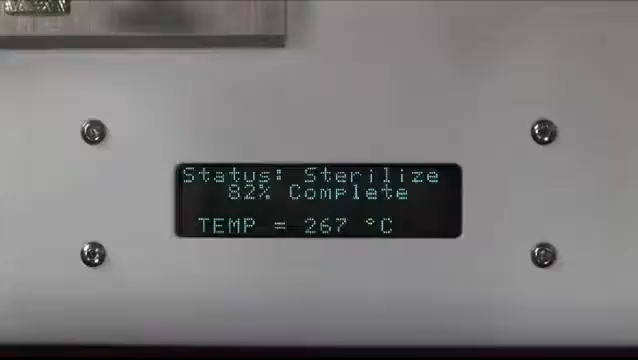 Status: Sterilize
82% Complete
TEMP = 267 °C